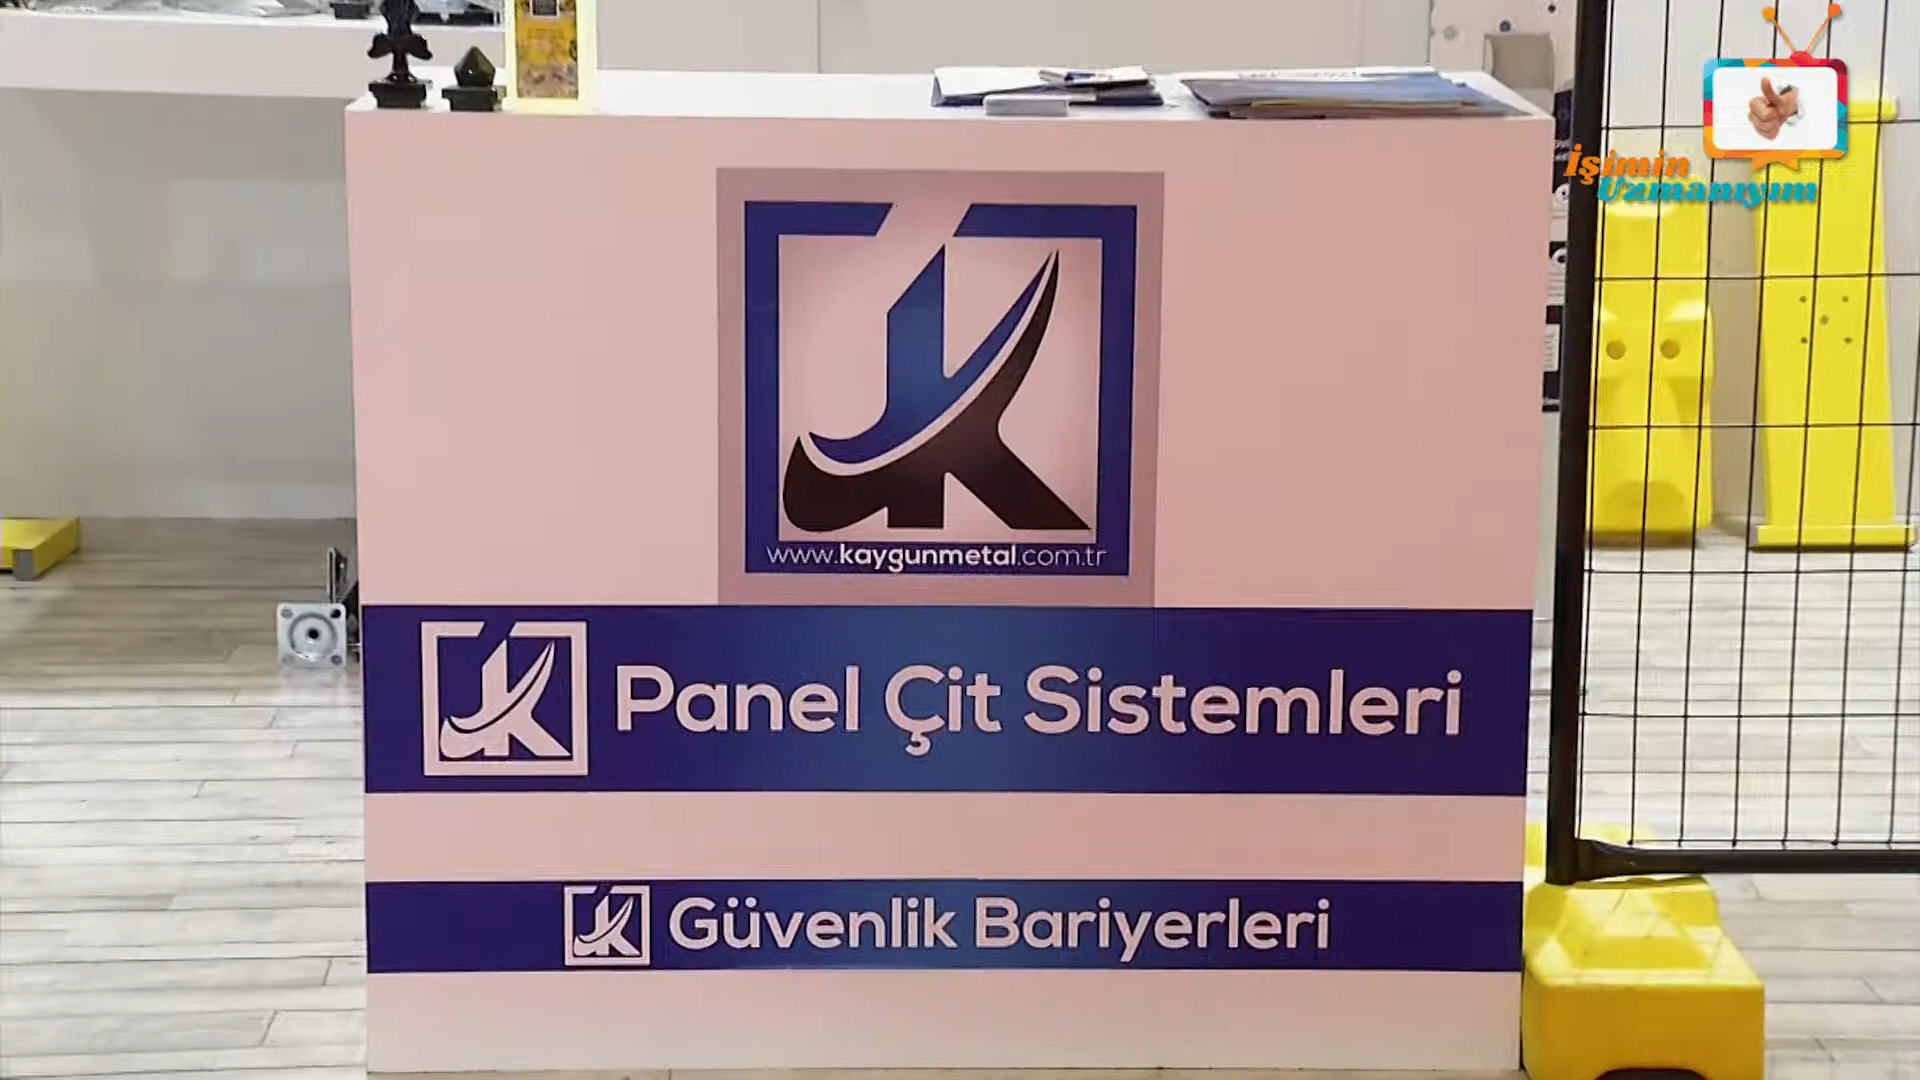 İşimin
Uzmanıyım
www.kaygunmetal.com.tr
Panel Çit Sistemleri
Güvenlik Bariyerleri